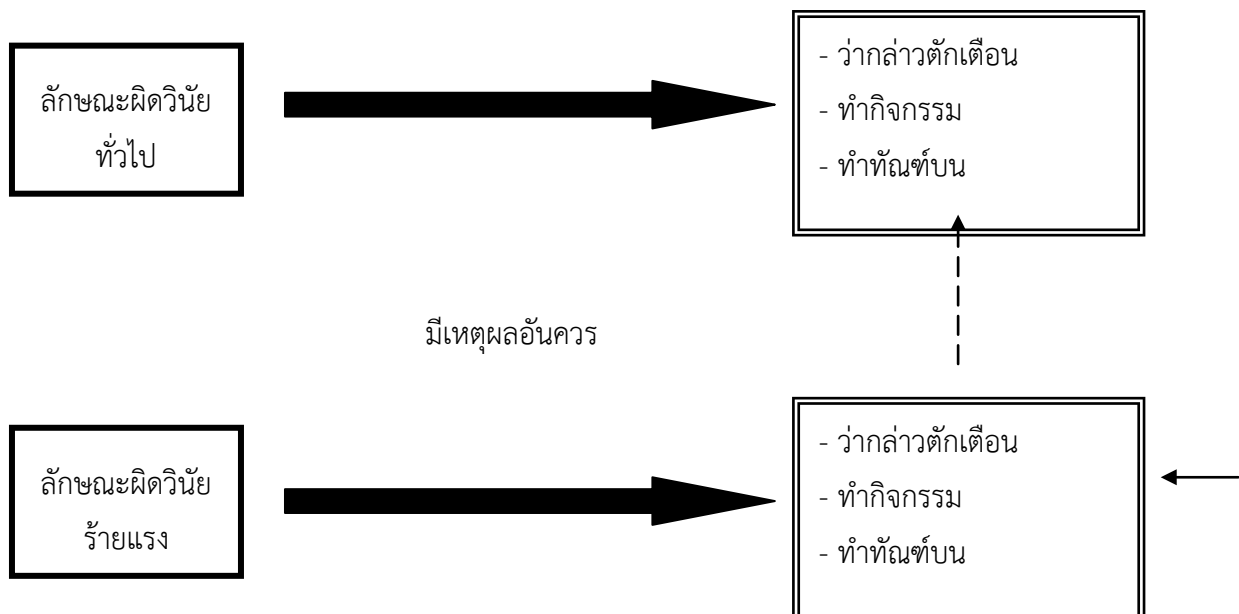 ลักษณะผิดวินัย
ทั่วไป
- ว่ากล่าวตักเตือน
- ทำกิจกรรม
- ทำทัณฑ์บน
มีเหตุผลอันควร
ลักษณะผิดวินัย
ร้ายแรง
- ว่ากล่าวตักเตือน
- ทำกิจกรรม
- ทำทัณฑ์บน